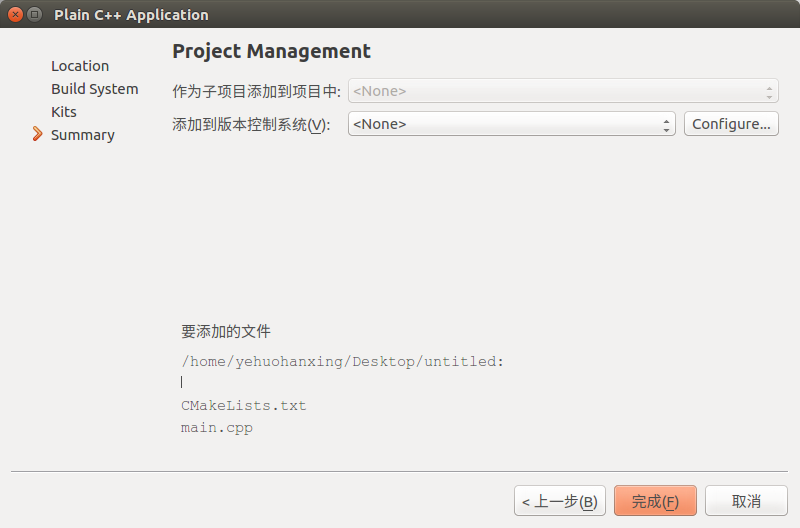 Plain C++ Application
Location
Build System
Kits
Summary
Project Management
作为子项目添加到项目中: <None>
添加到版本控制系统(V): <None> Configure...
要添加的文件
/home/yehuohanxing/Desktop/untitled:
CMakeLists.txt
main.cpp
< 上一步(B) 完成(F) 取消